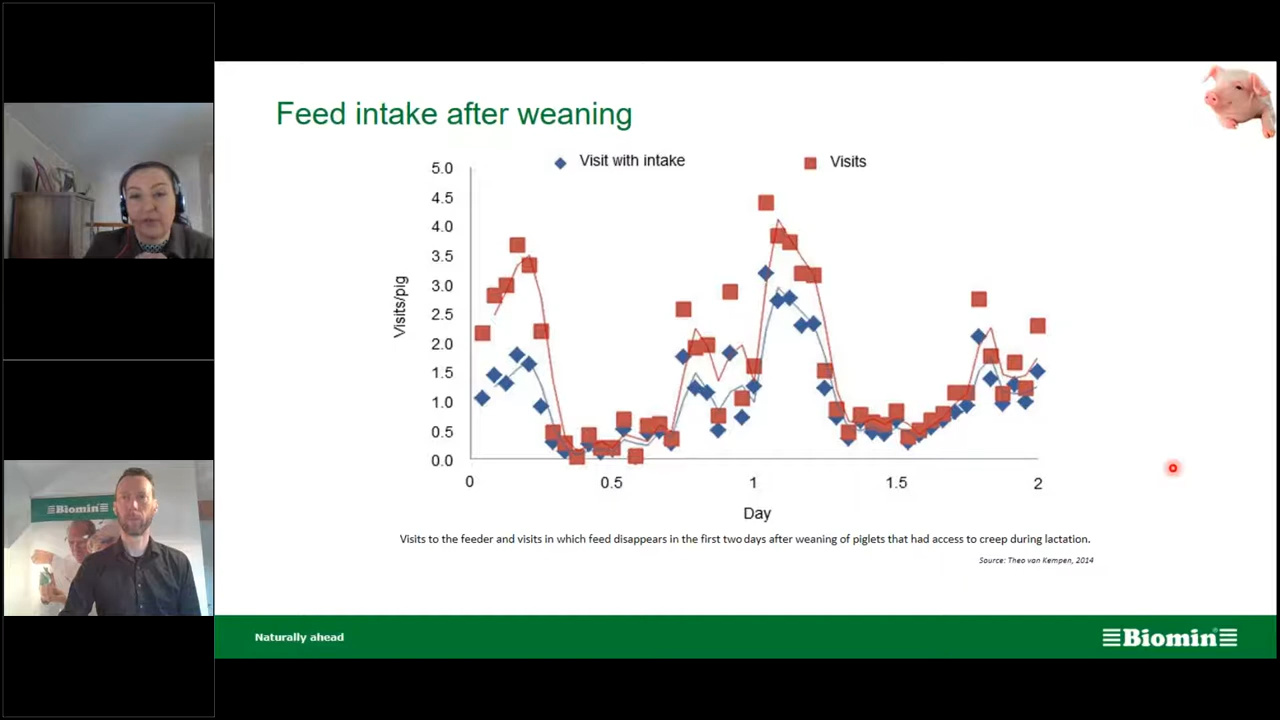 Feed intake after weaning
Visit with intake
Visits
5.0
4.5
4.0
3.5
3.0
2.5
2.0
1.5
1.0
0.5
0.0
Visits/pig
0 0.5 1 1.5 2
Day
Visits to the feeder and visits in which feed disappears in the first two days after weaning of piglets that had access to creep during lactation.
Source: Theo van Kempen, 2014
Naturally ahead
Biomin
Biomin